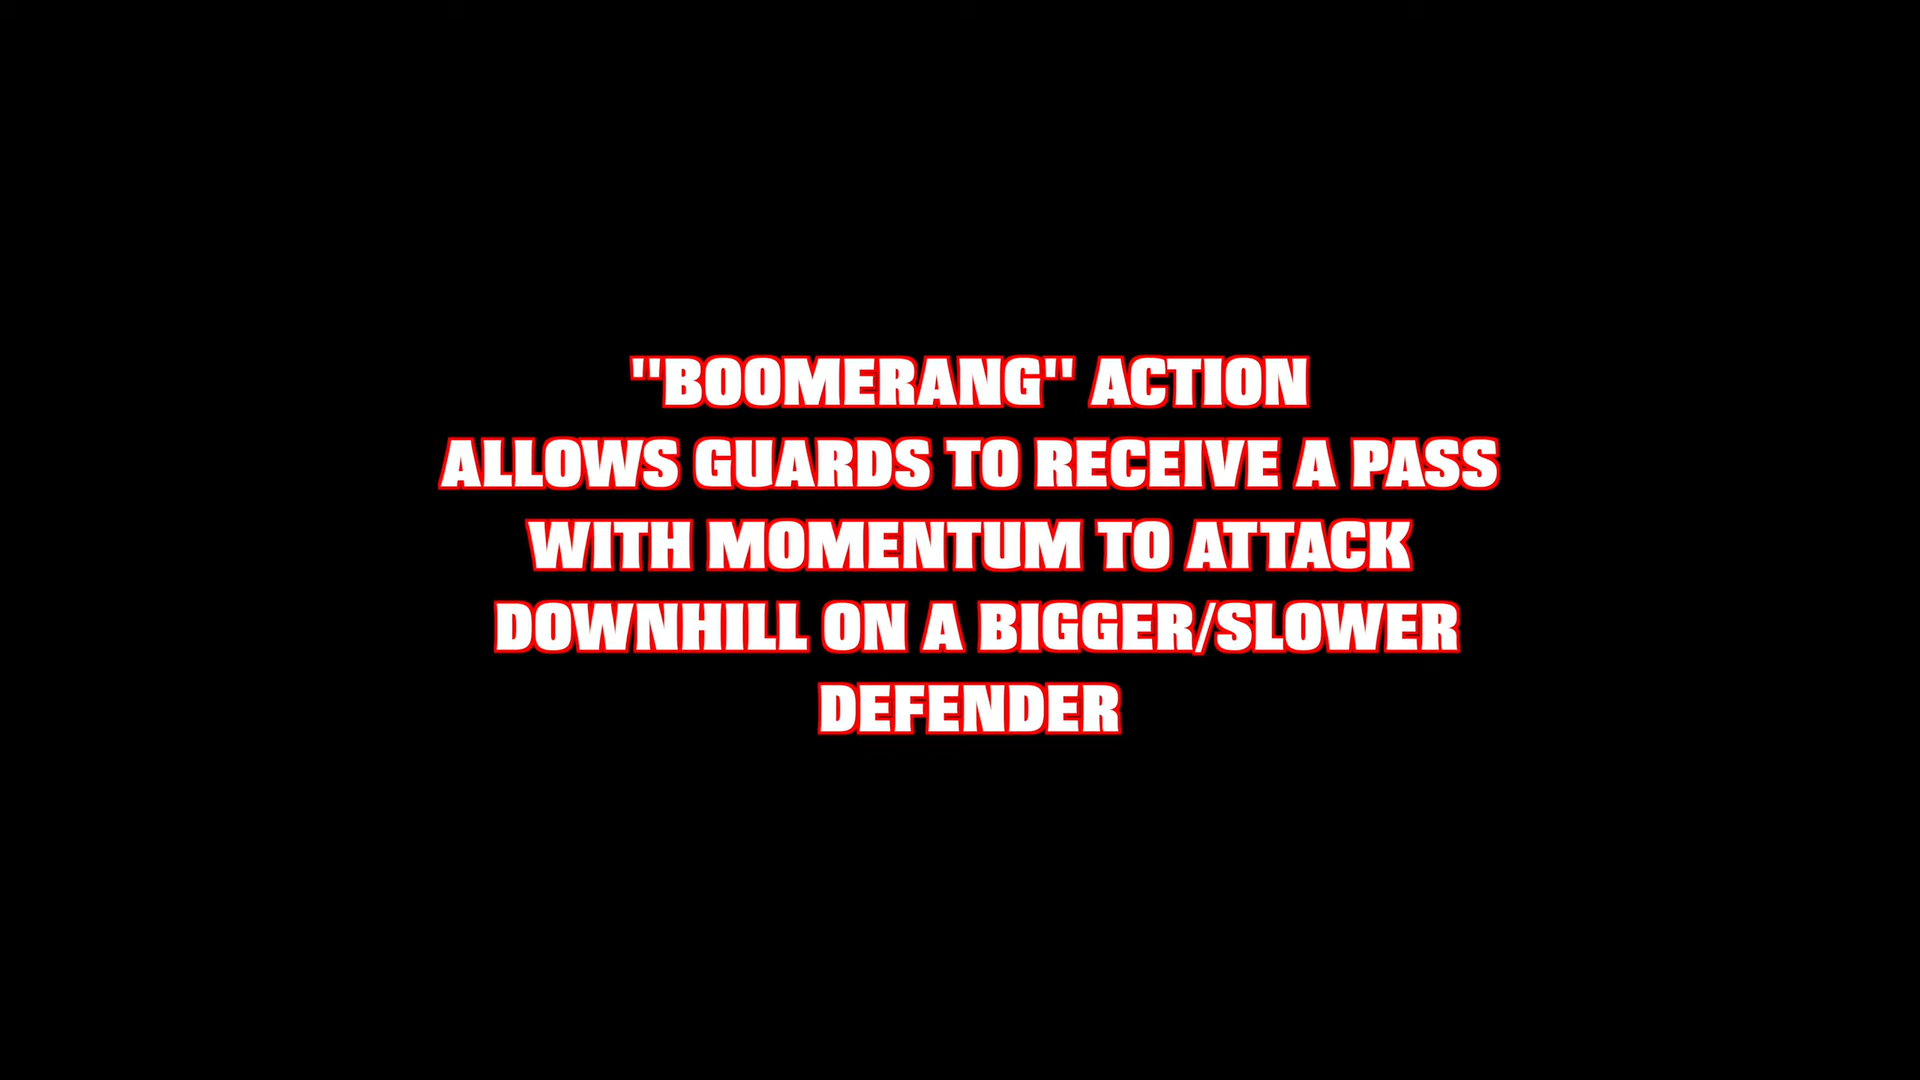 "BOOMERANG" ACTION
ALLOWS GUARDS TO RECEIVE A PASS
WITH MOMENTUM TO ATTACK
DOWNHILL ON A BIGGER/SLOWER
DEFENDER